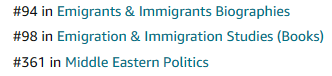 #94 in Emigrants & Immigrants Biographies
#98 in Emigration & Immigration Studies (Books)
#361 in Middle Eastern Politics